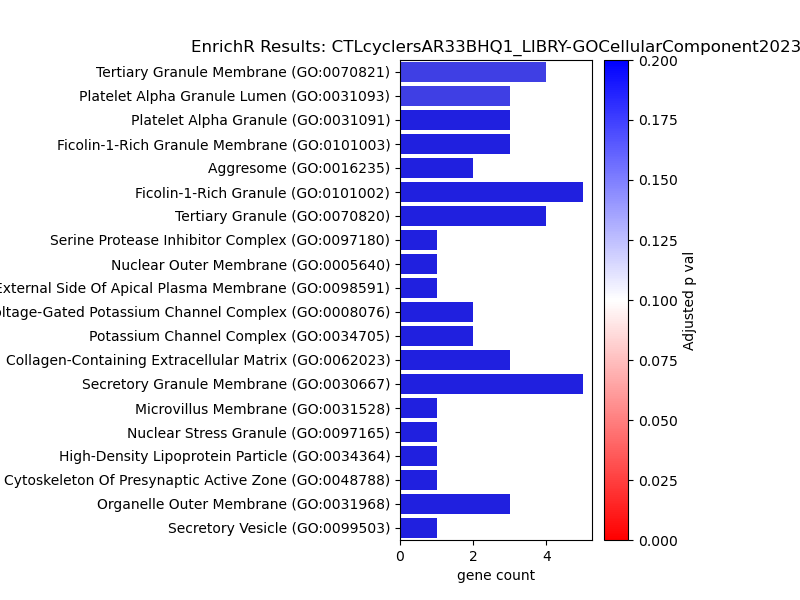 EnrichR Results: CTLcyclersAR33BHQ1_LIBRY-GOCellularComponent2023
Tertiary Granule Membrane (GO:0070821)
Platelet Alpha Granule Lumen (GO:0031093)
Platelet Alpha Granule (GO:0031091)
Ficolin-1-Rich Granule Membrane (GO:0101003)
Aggresome (GO:0016235)
Ficolin-1-Rich Granule (GO:0101002)
Tertiary Granule (GO:0070820)
Serine Protease Inhibitor Complex (GO:0097180)
Nuclear Outer Membrane (GO:0005640)
External Side Of Apical Plasma Membrane (GO:0098591)
ltage-Gated Potassium Channel Complex (GO:0008076)
Potassium Channel Complex (GO:0034705)
Collagen-Containing Extracellular Matrix (GO:0062023)
Secretory Granule Membrane (GO:0030667)
Microvillus Membrane (GO:0031528)
Nuclear Stress Granule (GO:0097165)
High-Density Lipoprotein Particle (GO:0034364)
Cytoskeleton Of Presynaptic Active Zone (GO:0048788)
Organelle Outer Membrane (GO:0031968)
Secretory Vesicle (GO:0099503)
0 2 4
gene count
0.200
0.175
0.150
0.125
0.100
0.075
0.050
0.025
0.000
Adjusted p val